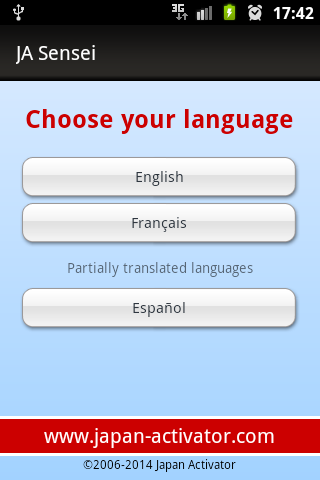 3G 17:42
JA Sensei
Choose your language
English
Français
Partially translated languages
Español
www.japan-activator.com
©2006-2014 Japan Activator